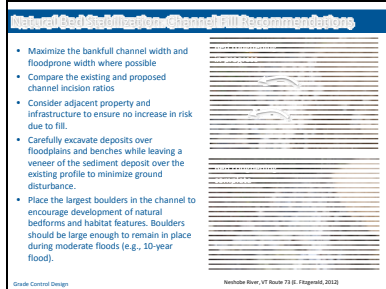 Natural Bed Stabilization-Channel Fill Recommendations
• Maximize the bankfull channel width and
floodprone width where possible
• Compare the existing and proposed
channel incision ratios
• Consider adjacent property and
infrastructure to ensure no increase in risk
due to fill.
• Carefully excavate deposits over
floodplains and benches while leaving a
veneer of the sediment deposit over the
existing profile to minimize ground
disturbance.
• Place the largest boulders in the channel to
encourage development of natural
bedforms and habitat features. Boulders
should be large enough to remain in place
during moderate floods (e.g., 10-year
flood).
Grade Control Design
Neshobe River, VT Route 73 (E. Fitzgerald, 2012)